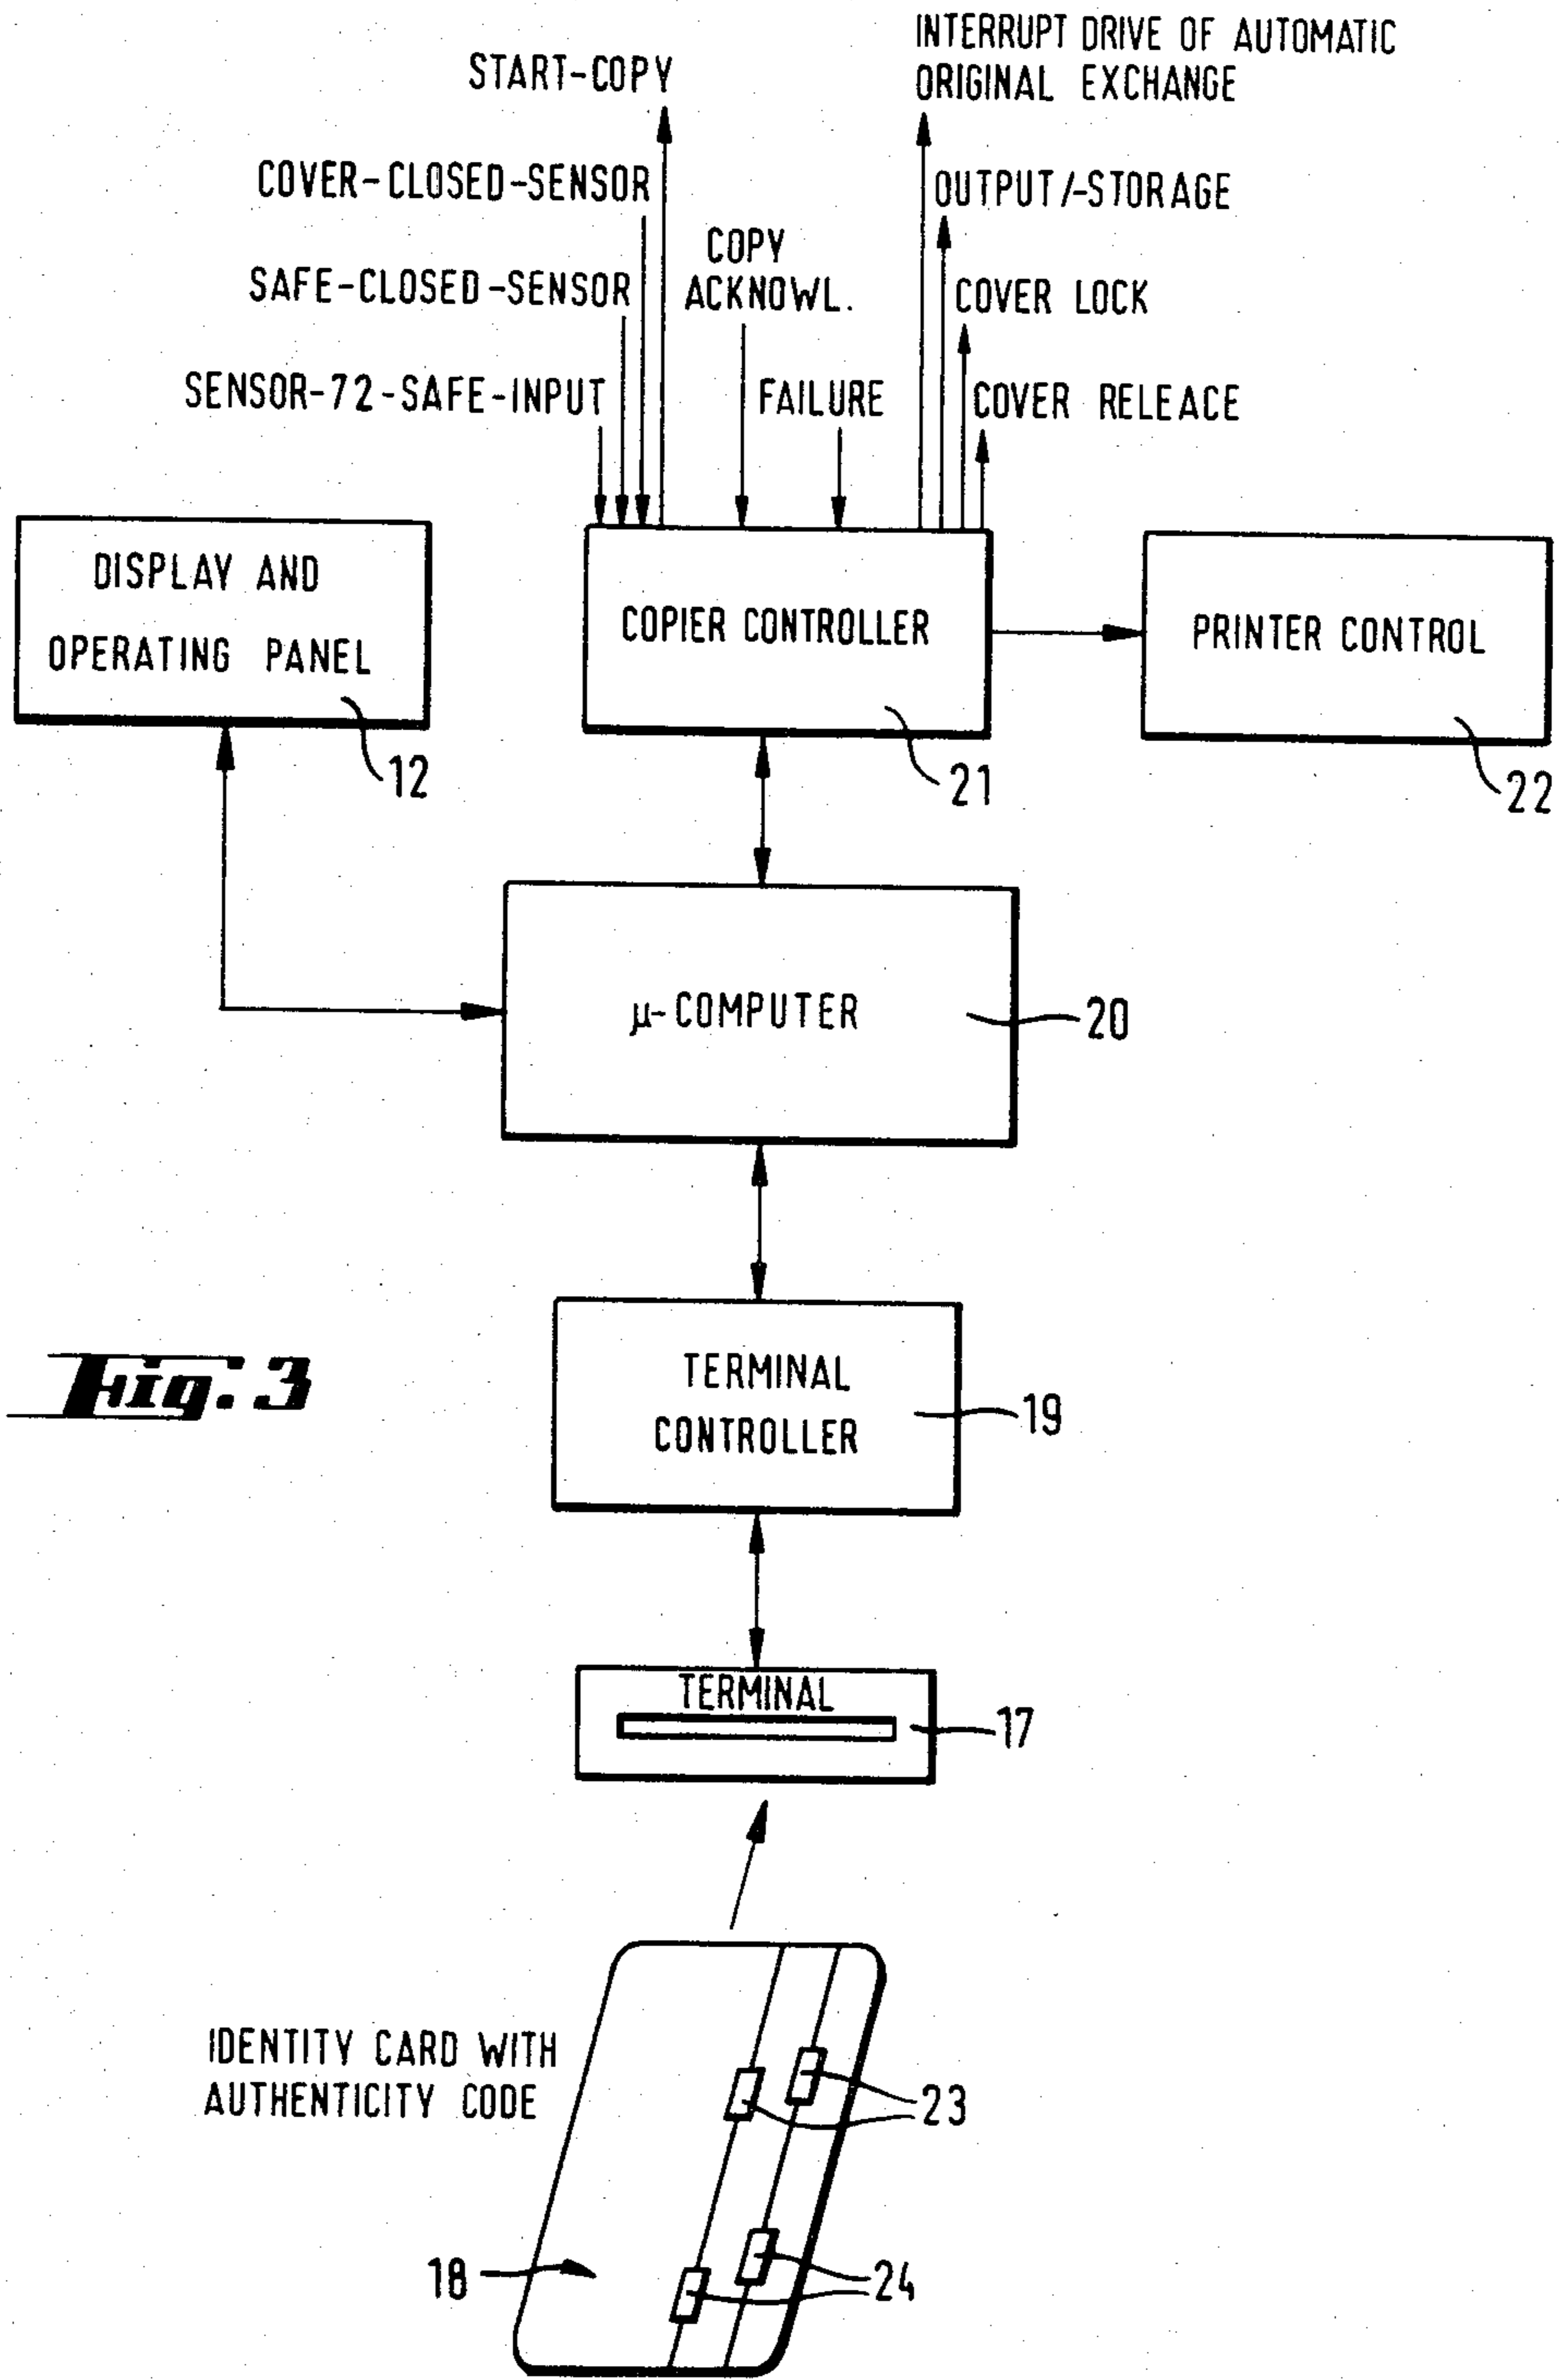 INTERRUPT DRIVE OF AUTOMATIC
ORIGINAL EXCHANGE
START-COPY
COVER-CLOSED-SENSOR
OUTPUT/-STORAGE
COPY
ACKNOWL.
SAFE-CLOSED-SENSOR
COVER LOCK
SENSOR-72-SAFE-INPUT
FAILURE
COVER RELEACE
DISPLAY AND
OPERATING PANEL
12
COPIER CONTROLLER
21
PRINTER CONTROL
22
µ-COMPUTER
20
Fig. 3
TERMINAL
CONTROLLER
19
TERMINAL
17
IDENTITY CARD WITH
AUTHENTICITY CODE
23
18
24